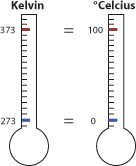 Kelvin °Celcius
373 = 100
273 = 0